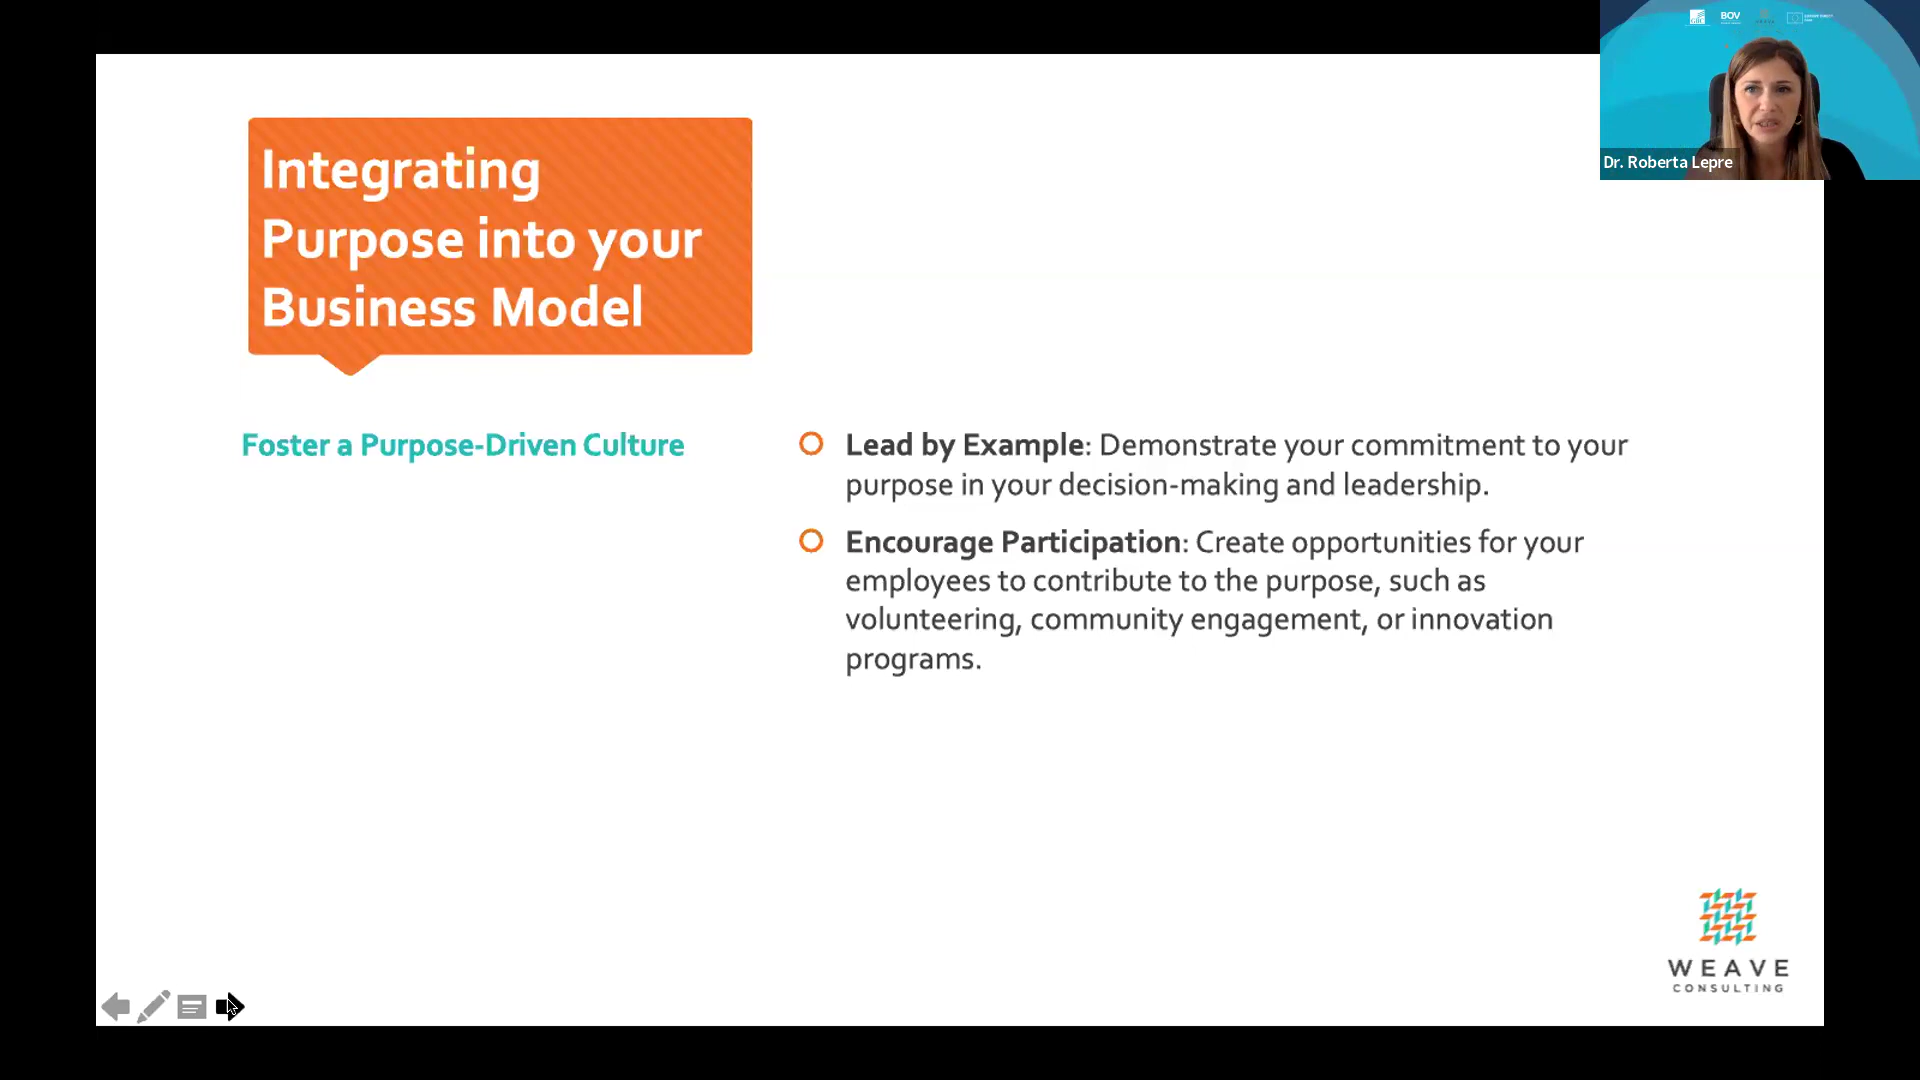 BOV
Dr. Roberta Lepre
Integrating
Purpose into your
Business Model
Foster a Purpose-Driven Culture
Lead by Example: Demonstrate your commitment to your
purpose in your decision-making and leadership.
Encourage Participation: Create opportunities for your
employees to contribute to the purpose, such as
volunteering, community engagement, or innovation
programs.
WEAVE
CONSULTING